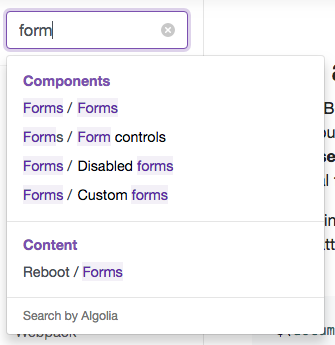 form
Components
Forms / Forms
Forms / Form controls
Forms / Disabled forms
Forms / Custom forms
Content
Reboot / Forms
Search by Algolia
Webpack